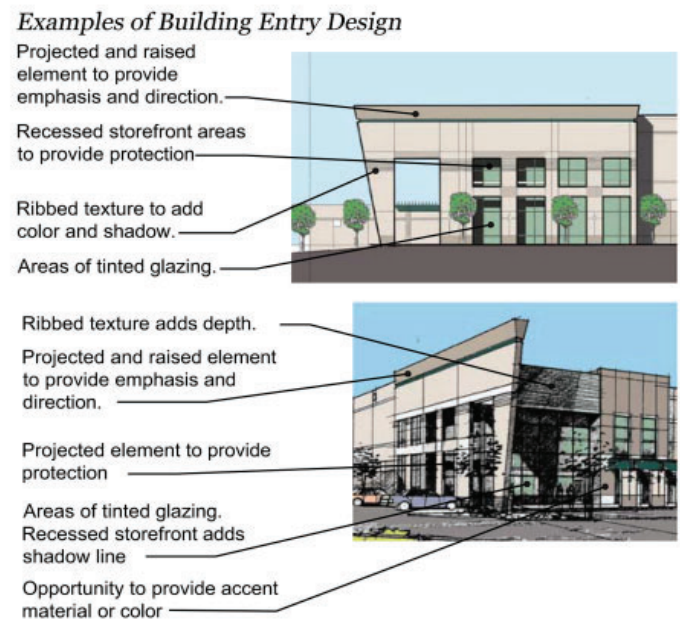 Examples of Building Entry Design
Projected and raised
element to provide
emphasis and direction.
Recessed storefront areas
to provide protection
Ribbed texture to add
color and shadow.
Areas of tinted glazing.
Ribbed texture adds depth.
Projected and raised element
to provide emphasis and
direction.
Projected element to provide
protection
Areas of tinted glazing.
Recessed storefront adds
shadow line
Opportunity to provide accent
material or color